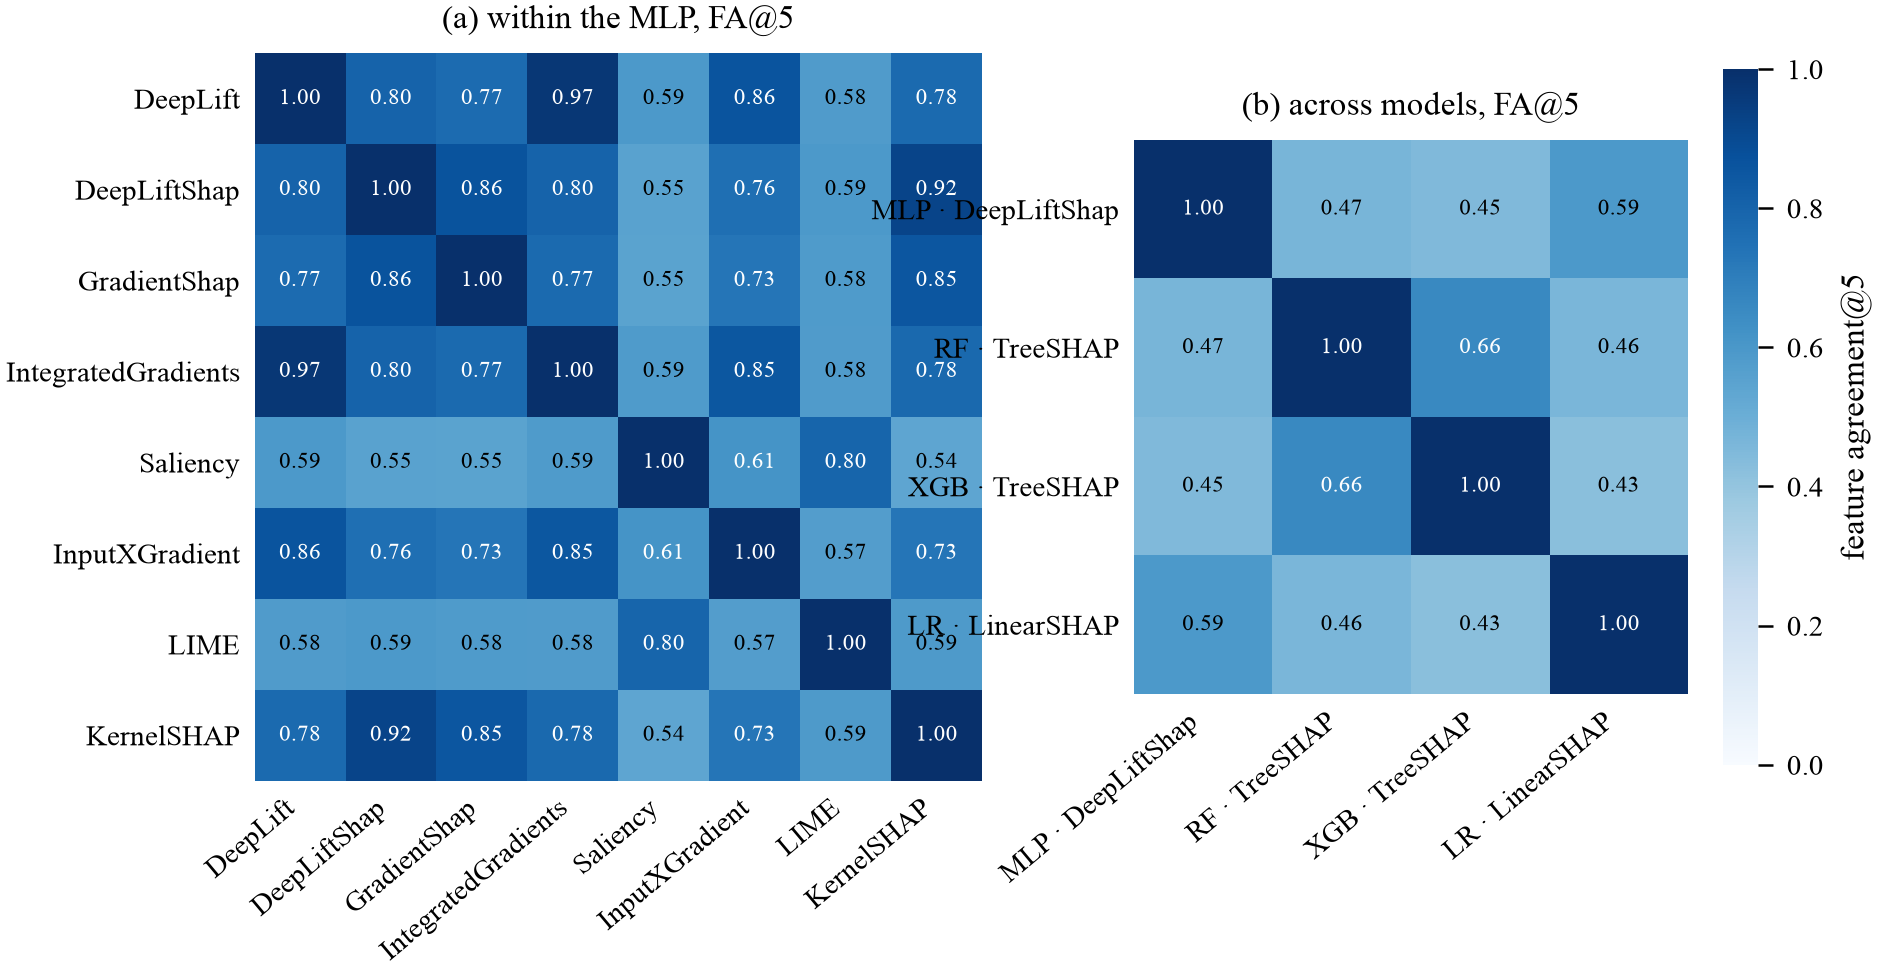 (a) within the MLP, FA@5
DeepLift 1.00 0.80 0.77 0.97 0.59 0.86 0.58 0.78
DeepLiftShap 0.80 1.00 0.86 0.80 0.55 0.76 0.59 0.92
GradientShap 0.77 0.86 1.00 0.77 0.55 0.73 0.58 0.85
IntegratedGradients 0.97 0.80 0.77 1.00 0.59 0.85 0.58 0.78
Saliency 0.59 0.55 0.55 0.59 1.00 0.61 0.80 0.54
InputXGradient 0.86 0.76 0.73 0.85 0.61 1.00 0.57 0.73
LIME 0.58 0.59 0.58 0.58 0.80 0.57 1.00 0.59
KernelSHAP 0.78 0.92 0.85 0.78 0.54 0.73 0.59 1.00
DeepLift
DeepLiftShap
GradientShap
IntegratedGradients
Saliency
InputXGradient
LIME
KernelSHAP
(b) across models, FA@5
MLP · DeepLiftShap 1.00 0.47 0.45 0.59
RF · TreeSHAP 0.47 1.00 0.66 0.46
XGB · TreeSHAP 0.45 0.66 1.00 0.43
LR · LinearSHAP 0.59 0.46 0.43 1.00
MLP · DeepLiftShap
RF · TreeSHAP
XGB · TreeSHAP
LR · LinearSHAP
1.0
0.8
0.6
0.4
0.2
0.0
feature agreement@5